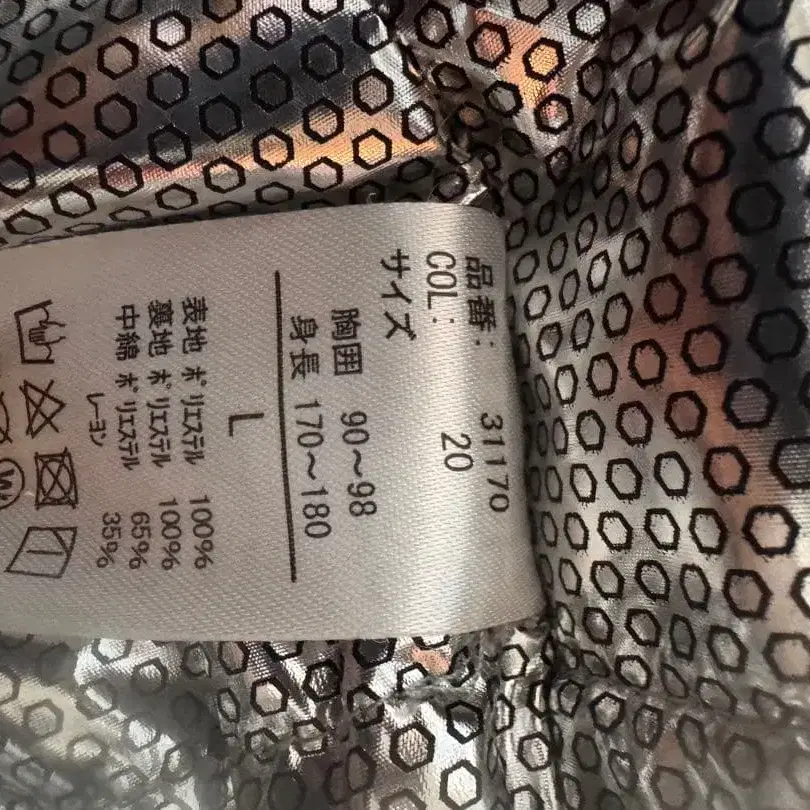 品番: 31170
COL: 20
サイズ
胸囲 90～98
身長 170～180
L
表地 ポリエステル 100%
裏地 ポリエステル 100%
中綿 ポリエステル 65%
レーヨン 35%